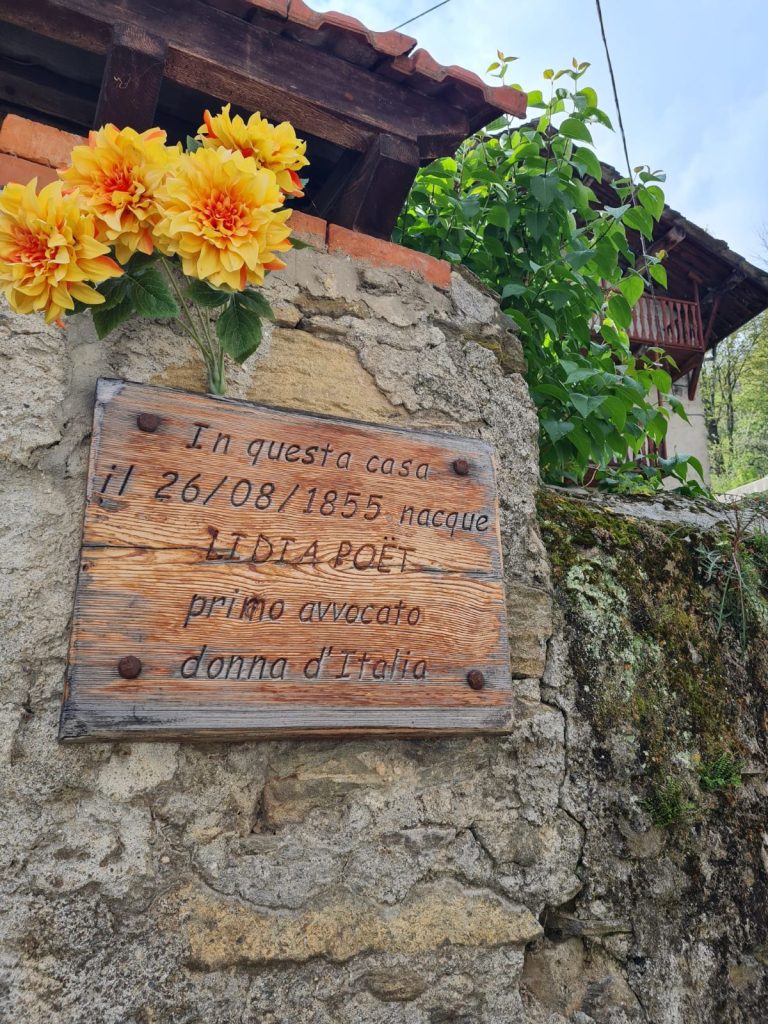 In questa casa
il 26/08/1855 nacque
LIDIA POËT
primo avvocato
donna d'Italia